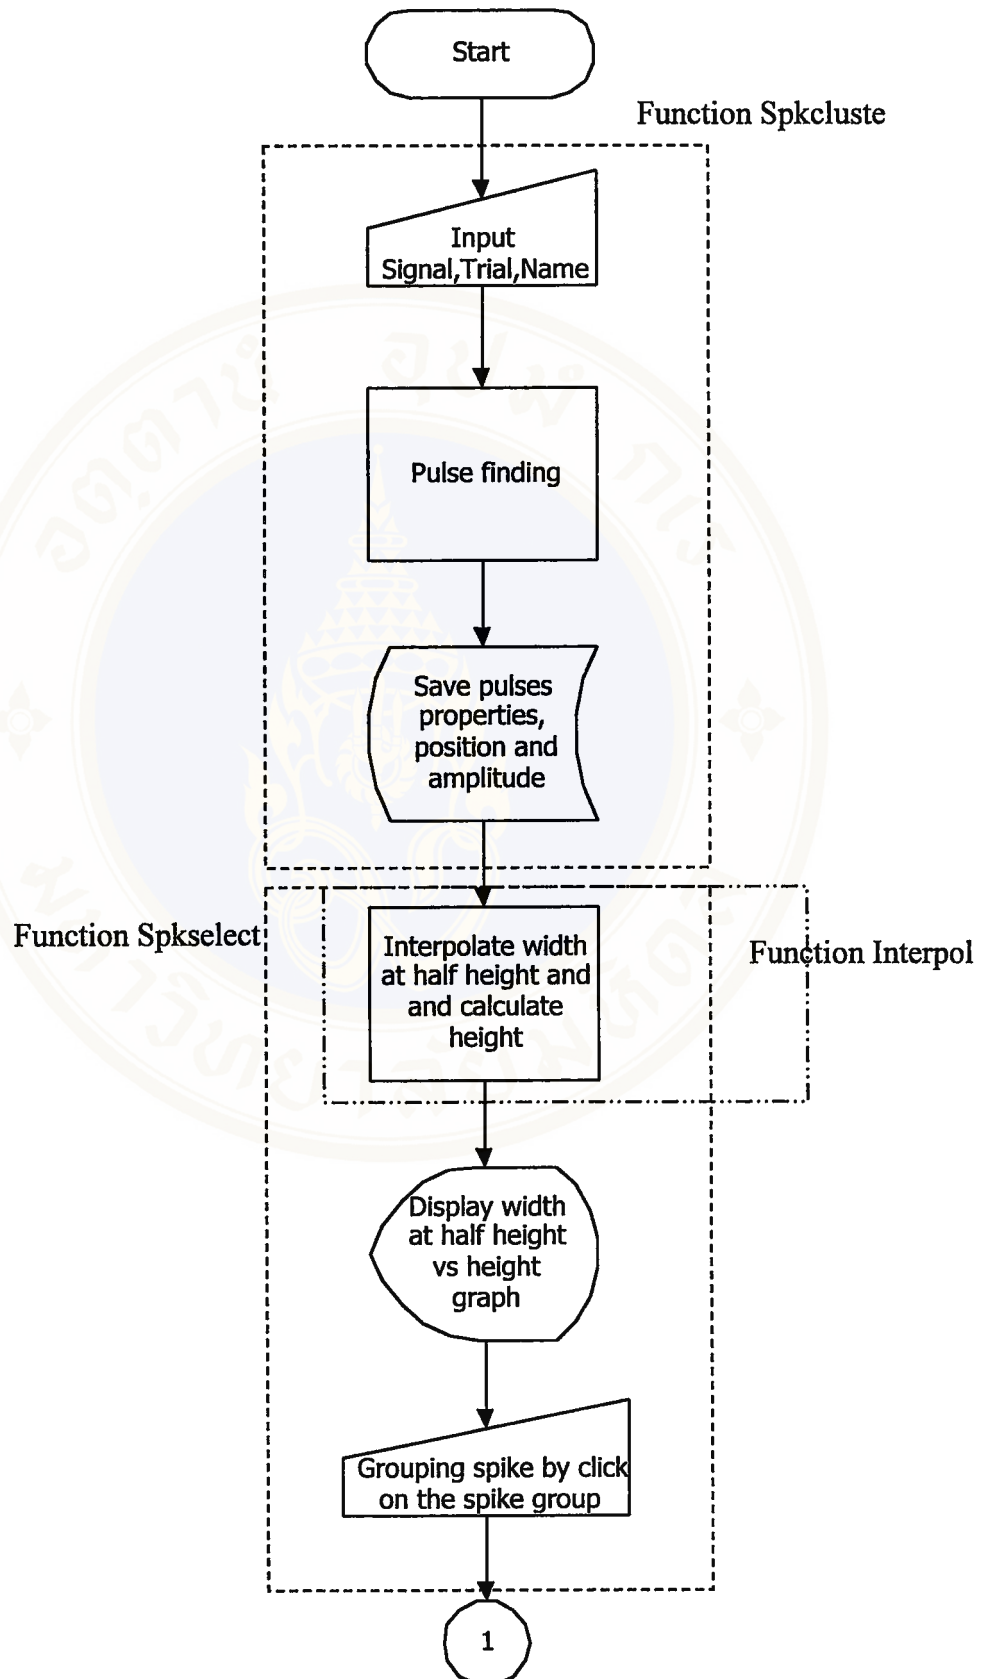 Start
Function Spkcluste
Input
Signal,Trial,Name
Pulse finding
Save pulses
properties,
position and
amplitude
Function Spkselect
Interpolate width
at half height and
and calculate
height
Function Interpol
Display width
at half height
vs height
graph
Grouping spike by click
on the spike group
1